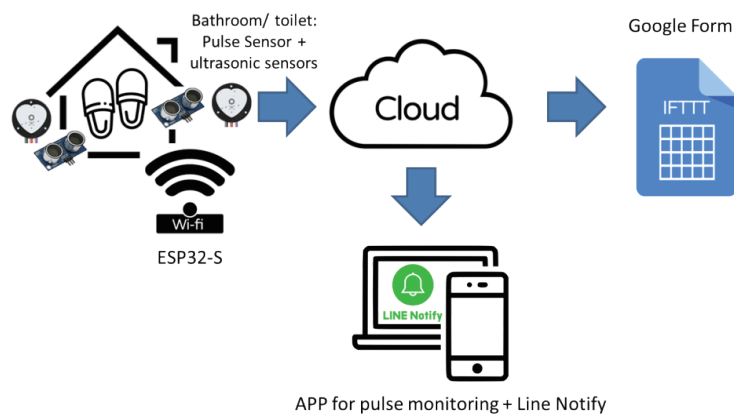 Bathroom/ toilet:
Pulse Sensor +
ultrasonic sensors
Wi-fi
ESP32-S
Cloud
Google Form
IFTTT
LINE Notify
APP for pulse monitoring + Line Notify